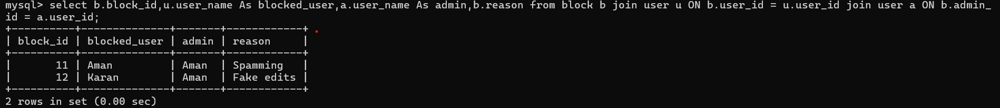 mysql> select b.block_id,u.user_name As blocked_user,a.user_name As admin,b.reason from block b join user u ON b.user_id = u.user_id join user a ON b.admin_
id = a.user_id;
+----------+--------------+-------+------------+
| block_id | blocked_user | admin | reason     |
+----------+--------------+-------+------------+
|       11 | Aman         | Aman  | Spamming   |
|       12 | Karan        | Aman  | Fake edits |
+----------+--------------+-------+------------+
2 rows in set (0.00 sec)